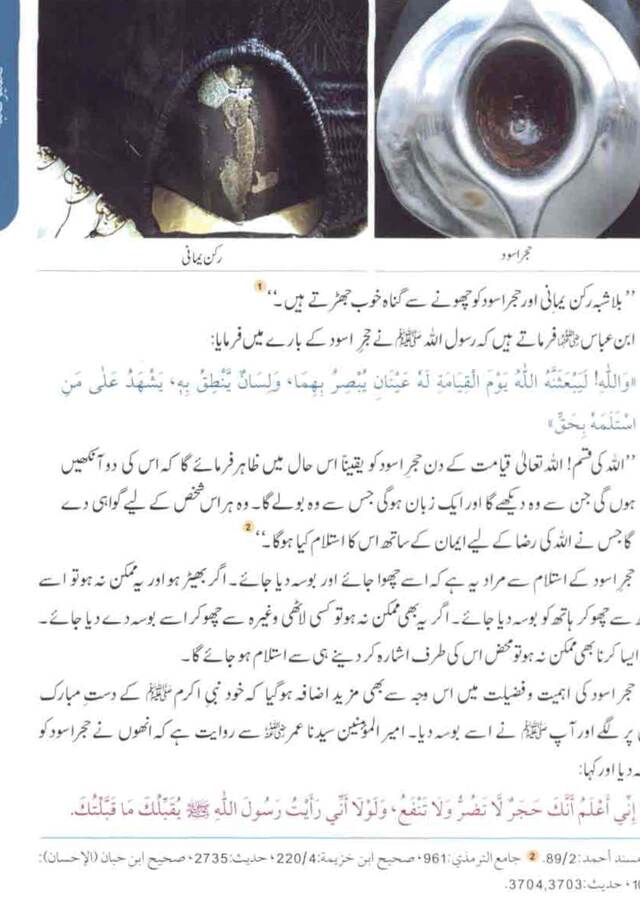 رکن یمانی
حجر اسود
’’بلاشبہ رکن یمانی اور حجر اسود کو چھونے سے گناہ خوب جھڑتے ہیں۔‘‘ 1
ابن عباس رضی اللہ عنہ فرماتے ہیں کہ رسول اللہ ﷺ نے حجر اسود کے بارے میں فرمایا:
«وَاللّٰهِ! لَيَبْعَثَنَّهُ اللّٰهُ يَوْمَ الْقِيَامَةِ لَهُ عَيْنَانِ يُبْصِرُ بِهِمَا، وَلِسَانٌ يَّنْطِقُ بِهٖ، يَشْهَدُ عَلٰى مَنِ
اسْتَلَمَهُ بِحَقٍّ»
’’اللہ کی قسم! اللہ تعالیٰ قیامت کے دن حجر اسود کو یقیناً اس حال میں ظاہر فرمائے گا کہ اس کی دو آنکھیں
ہوں گی جن سے وہ دیکھے گا اور ایک زبان ہوگی جس سے وہ بولے گا۔ وہ ہر اس شخص کے لیے گواہی دے
گا جس نے اللہ کی رضا کے لیے ایمان کے ساتھ اس کا استلام کیا ہوگا۔‘‘ 2
حجر اسود کے استلام سے مراد یہ ہے کہ اسے چھوا جائے اور بوسہ دیا جائے۔ اگر بھیڑ ہو اور یہ ممکن نہ ہو تو اسے
سے چھو کر ہاتھ کو بوسہ دیا جائے۔ اگر یہ بھی ممکن نہ ہو تو کسی لاٹھی وغیرہ سے چھو کر اسے بوسہ دے دیا جائے۔
ایسا کرنا بھی ممکن نہ ہو تو محض اس کی طرف اشارہ کر دینے ہی سے استلام ہو جائے گا۔
حجر اسود کی اہمیت و فضیلت میں اس وجہ سے بھی مزید اضافہ ہوگیا کہ خود نبی اکرم ﷺ کے دستِ مبارک
پر لگے اور آپ ﷺ نے اسے بوسہ دیا۔ امیر المؤمنین سیدنا عمر رضی اللہ عنہ سے روایت ہے کہ انھوں نے حجر اسود کو
دیا اور کہا:
إِنِّي أَعْلَمُ أَنَّكَ حَجَرٌ لَّا تَضُرُّ وَلَا تَنْفَعُ، وَلَوْلَا أَنِّي رَأَيْتُ رَسُولَ اللّٰهِ ﷺ يُقَبِّلُكَ مَا قَبَّلْتُكَ.
مسند أحمد: 89/2. 2 جامع الترمذي: 961، صحيح ابن خزيمة: 220/4، حديث: 2735، صحيح ابن حبان (الإحسان):
حديث: 3704,3703.